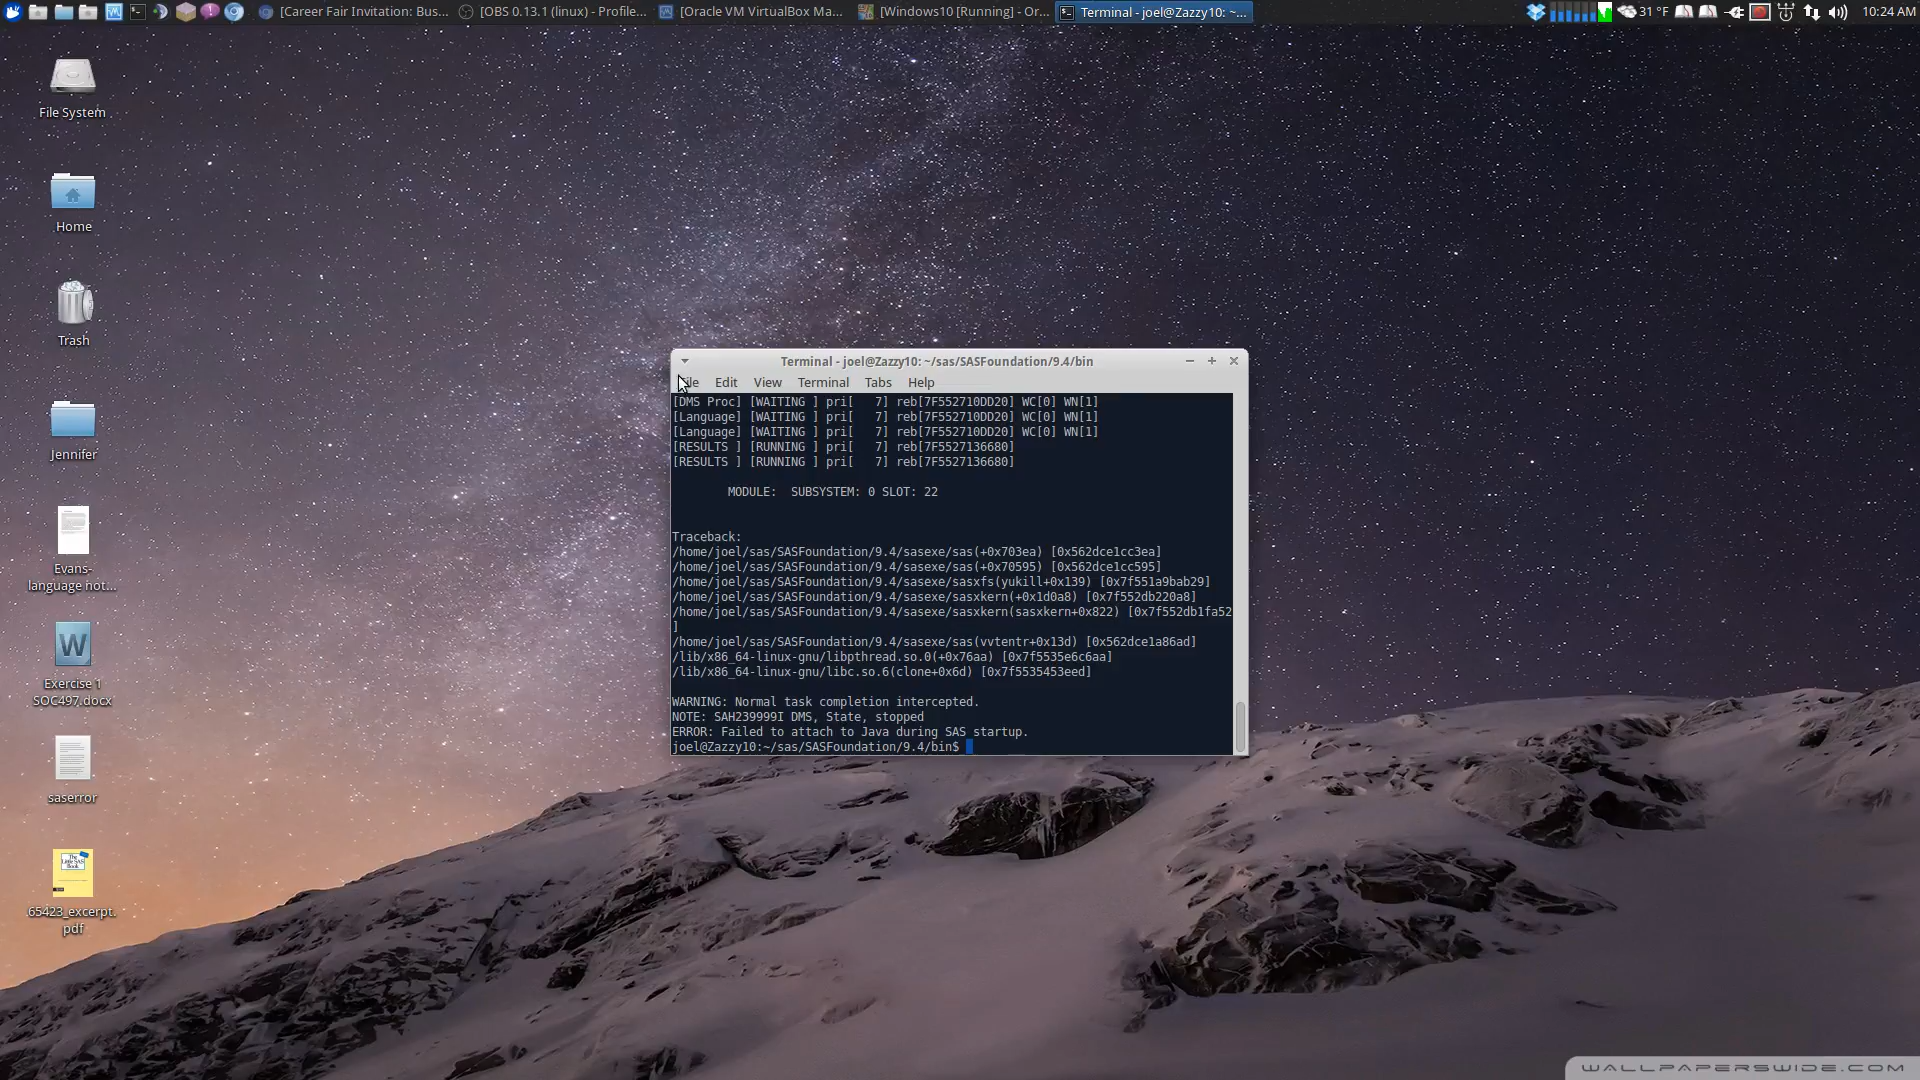 [Career Fair Invitation: Bus...
[OBS 0.13.1 (linux) - Profile...
[Oracle VM VirtualBox Ma...
[Windows10 [Running] - Or...
Terminal - joel@Zazzy10: ~...
31 °F
10:24 AM
File System
Home
Trash
Jennifer
Evans-
language not...
W
Exercise 1
SOC497.docx
saserror
The
Little SAS
Book
65423_excerpt.
pdf
Terminal - joel@Zazzy10: ~/sas/SASFoundation/9.4/bin
File Edit View Terminal Tabs Help
[DMS Proc] [WAITING ] pri[   7] reb[7F552710DD20] WC[0] WN[1]
[Language] [WAITING ] pri[   7] reb[7F552710DD20] WC[0] WN[1]
[Language] [WAITING ] pri[   7] reb[7F552710DD20] WC[0] WN[1]
[RESULTS ] [RUNNING ] pri[   7] reb[7F5527136680]
[RESULTS ] [RUNNING ] pri[   7] reb[7F5527136680]
MODULE:  SUBSYSTEM: 0 SLOT: 22
Traceback:
/home/joel/sas/SASFoundation/9.4/sasexe/sas(+0x703ea) [0x562dce1cc3ea]
/home/joel/sas/SASFoundation/9.4/sasexe/sas(+0x70595) [0x562dce1cc595]
/home/joel/sas/SASFoundation/9.4/sasexe/sasxfs(yukill+0x139) [0x7f551a9bab29]
/home/joel/sas/SASFoundation/9.4/sasexe/sasxkern(+0x1d0a8) [0x7f552db220a8]
/home/joel/sas/SASFoundation/9.4/sasexe/sasxkern(sasxkern+0x822) [0x7f552db1fa52
]
/home/joel/sas/SASFoundation/9.4/sasexe/sas(vvtentr+0x13d) [0x562dce1a86ad]
/lib/x86_64-linux-gnu/libpthread.so.0(+0x76aa) [0x7f5535e6c6aa]
/lib/x86_64-linux-gnu/libc.so.6(clone+0x6d) [0x7f5535453eed]
WARNING: Normal task completion intercepted.
NOTE: SAH239999I DMS, State, stopped
ERROR: Failed to attach to Java during SAS startup.
joel@Zazzy10:~/sas/SASFoundation/9.4/bin$
WALLPAPERSWIDE.COM